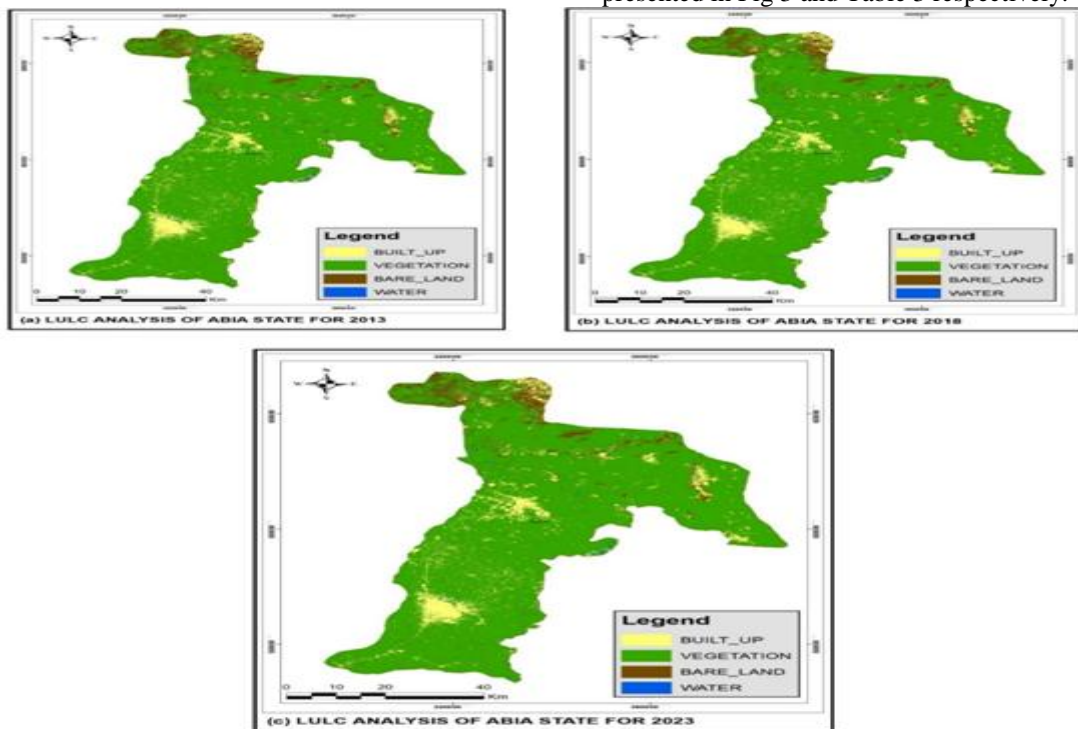 presented in Fig 3 and Table 3 respectively.
N
W E
S
Legend
BUILT_UP
VEGETATION
BARE_LAND
WATER
0 10 20 40
Km
(a) LULC ANALYSIS OF ABIA STATE FOR 2013
N
W E
S
Legend
BUILT_UP
VEGETATION
BARE_LAND
WATER
0 10 20 40
Km
(b) LULC ANALYSIS OF ABIA STATE FOR 2018
N
W E
S
Legend
BUILT_UP
VEGETATION
BARE_LAND
WATER
0 10 20 40
Km
(c) LULC ANALYSIS OF ABIA STATE FOR 2023